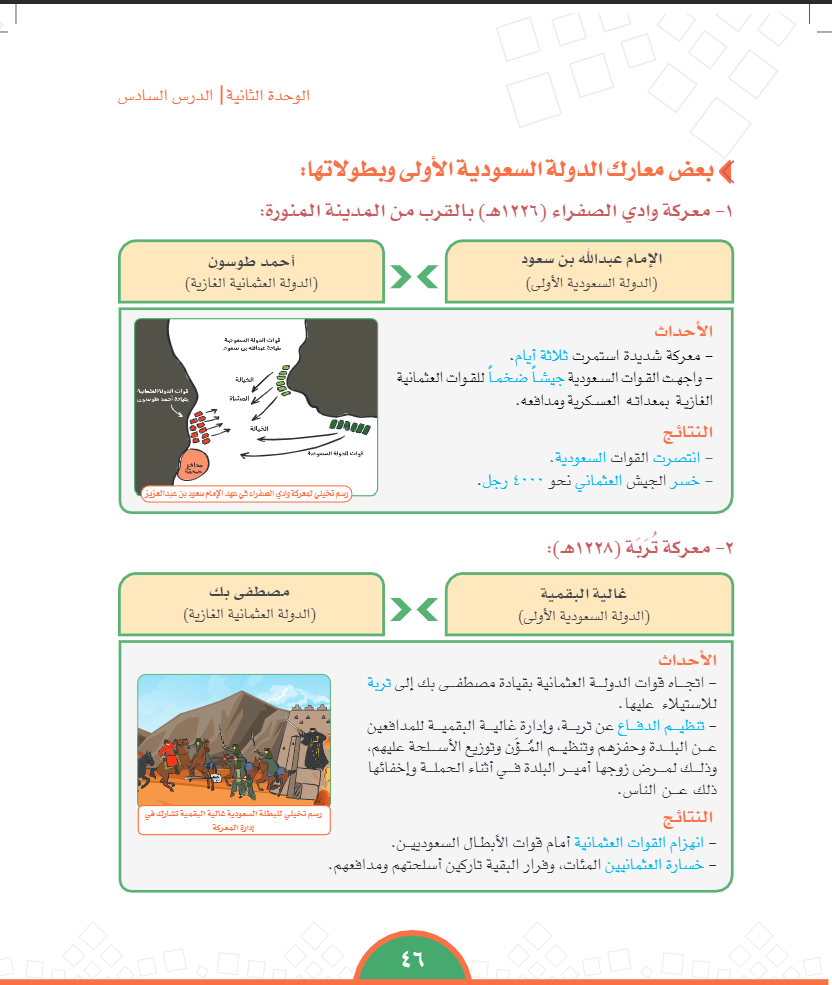 الوحدة الثانية | الدرس السادس
بعض معارك الدولة السعودية الأولى وبطولاتها:
١- معركة وادي الصفراء (١٢٢٦هـ) بالقرب من المدينة المنورة:
الإمام عبدالله بن سعود
(الدولة السعودية الأولى)
أحمد طوسون
(الدولة العثمانية الغازية)
الأحداث
- معركة شديدة استمرت ثلاثة أيام.
- واجهت القوات السعودية جيشاً ضخماً للقوات العثمانية
الغازية بمعداته العسكرية ومدافعه.
النتائج
- انتصرت القوات السعودية.
- خسر الجيش العثماني نحو ٤٠٠٠ رجل.
قوات الدولة السعودية
بقيادة عبدالله بن سعود
الخيالة
المشاة
الخيالة
قوات الدولة العثمانية
بقيادة أحمد طوسون
قوات الدولة السعودية
مدافع
ضخمة
رسم تخيلي لمعركة وادي الصفراء في عهد الإمام سعود بن عبدالعزيز
٢- معركة تُرَبَة (١٢٢٨هـ):
غالية البقمية
(الدولة السعودية الأولى)
مصطفى بك
(الدولة العثمانية الغازية)
الأحداث
- اتجاه قوات الدولة العثمانية بقيادة مصطفى بك إلى تربة
للاستيلاء عليها.
- تنظيم الدفاع عن تربة، وإدارة غالية البقمية للمدافعين
عن البلدة وحفزهم وتنظيم المُؤَن وتوزيع الأسلحة عليهم،
وذلك لمرض زوجها أمير البلدة في أثناء الحملة وإخفائها
ذلك عن الناس.
النتائج
- انهزام القوات العثمانية أمام قوات الأبطال السعوديين.
- خسارة العثمانيين المئات، وفرار البقية تاركين أسلحتهم ومدافعهم.
رسم تخيلي للبطلة السعودية غالية البقمية تشارك في
إدارة المعركة
٤٦